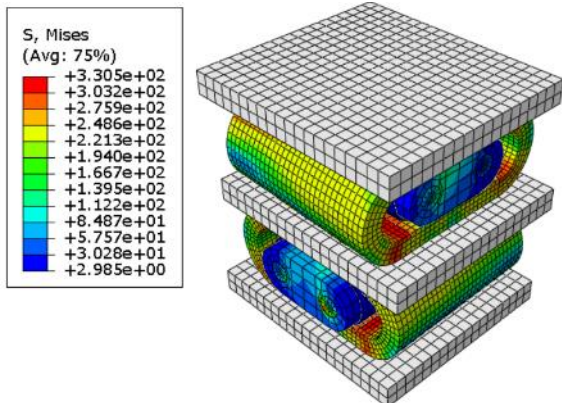 S, Mises
(Avg: 75%)
+3.305e+02
+3.032e+02
+2.759e+02
+2.486e+02
+2.213e+02
+1.940e+02
+1.667e+02
+1.395e+02
+1.122e+02
+8.487e+01
+5.757e+01
+3.028e+01
+2.985e+00